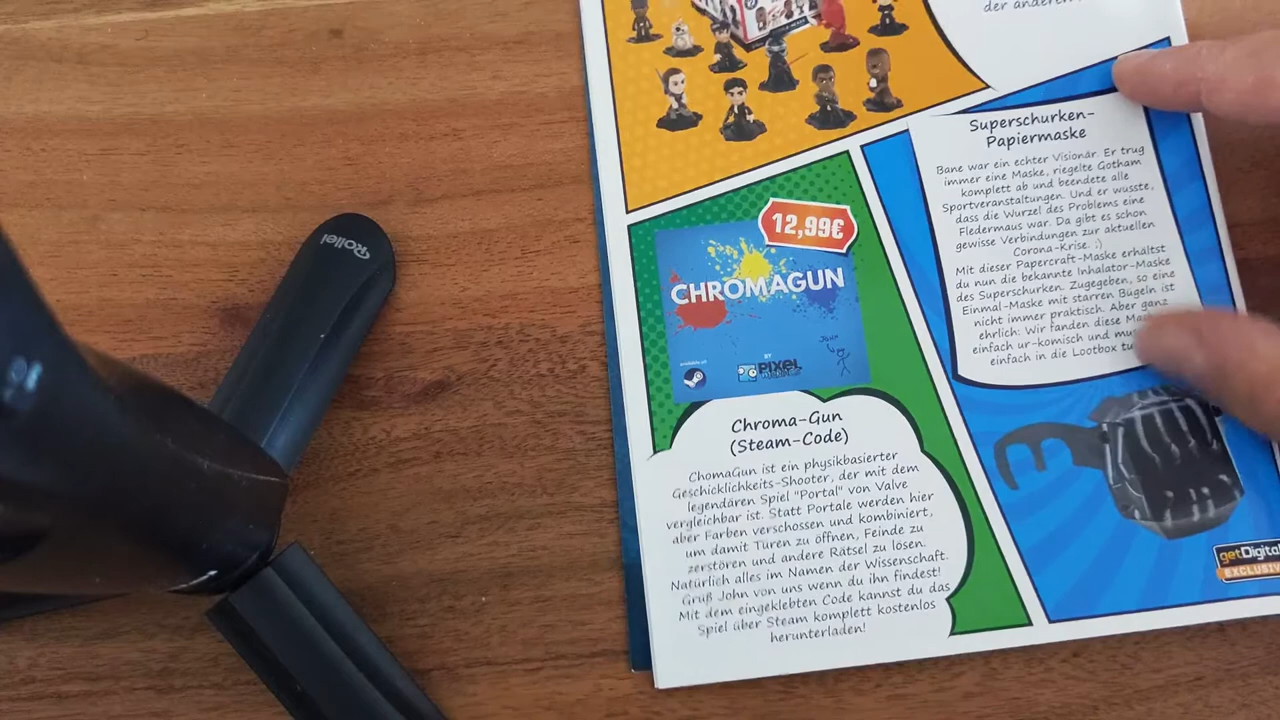 der anderen
Superschurken-
Papiermaske
Bane war ein echter Visionär. Er trug
immer eine Maske, riegelte Gotham
komplett ab und beendete alle
Sportveranstaltungen. Und er wusste,
dass die Wurzel des Problems eine
Fledermaus war. Da gibt es schon
gewisse Verbindungen zur aktuellen
Corona-Krise. ;)
Mit dieser Papercraft-Maske erhältst
du nun die bekannte Inhalator-Maske
des Superschurken. Zugegeben, so eine
Einmal-Maske mit starren Bügeln ist
nicht immer praktisch. Aber ganz
ehrlich: Wir fanden diese
einfach ur-komisch und
einfach in die Lootbox
getDigital
EXCLUSIV
12,99€
CHROMAGUN
JOHN
available on
BY
PIXEL
Chroma-Gun
(Steam-Code)
ChomaGun ist ein physikbasierter
Geschicklichkeits-Shooter, der mit dem
legendären Spiel "Portal" von Valve
vergleichbar ist. Statt Portale werden hier
aber Farben verschossen und kombiniert,
um damit Türen zu öffnen, Feinde zu
zerstören und andere Rätsel zu lösen.
Natürlich alles im Namen der Wissenschaft.
Gruß John von uns wenn du ihn findest!
Mit dem eingeklebten Code kannst du das
Spiel über Steam komplett kostenlos
herunterladen!
Rollei